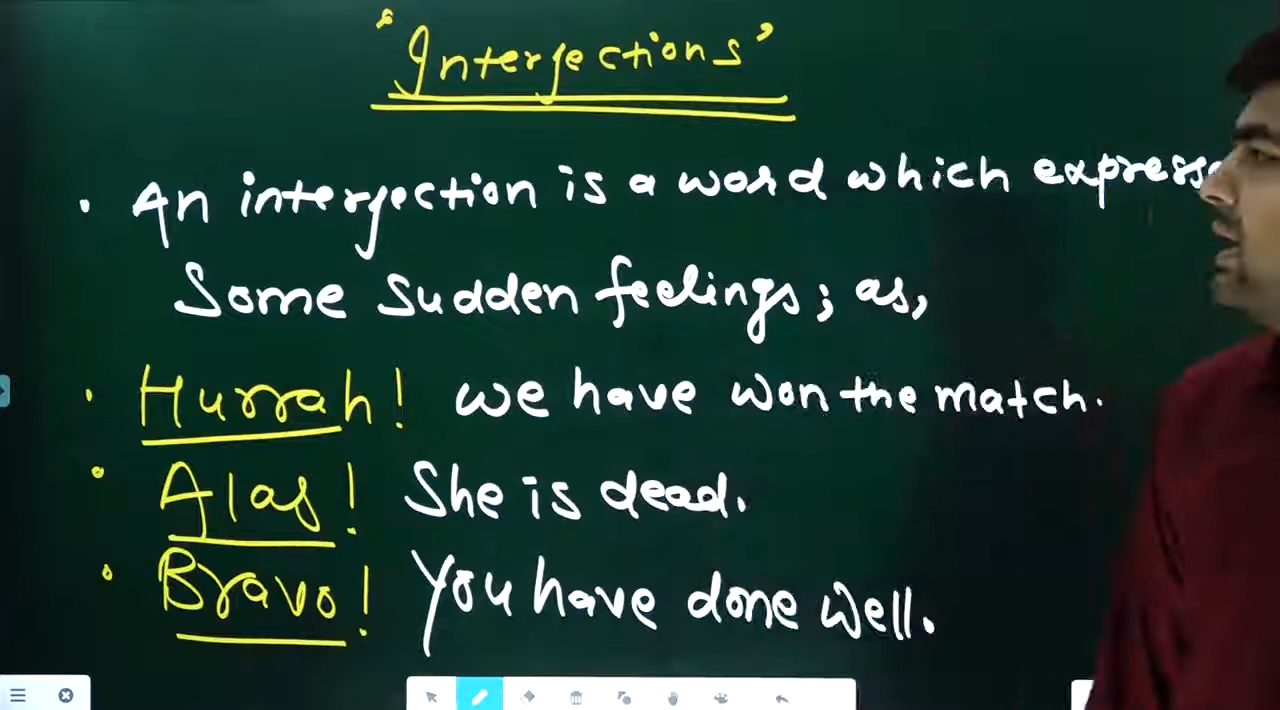 'Interjections'
• An interjection is a word which express
Some sudden feelings; as,
• Hurrah! we have won the match.
• Alas! She is dead.
• Bravo! You have done well.